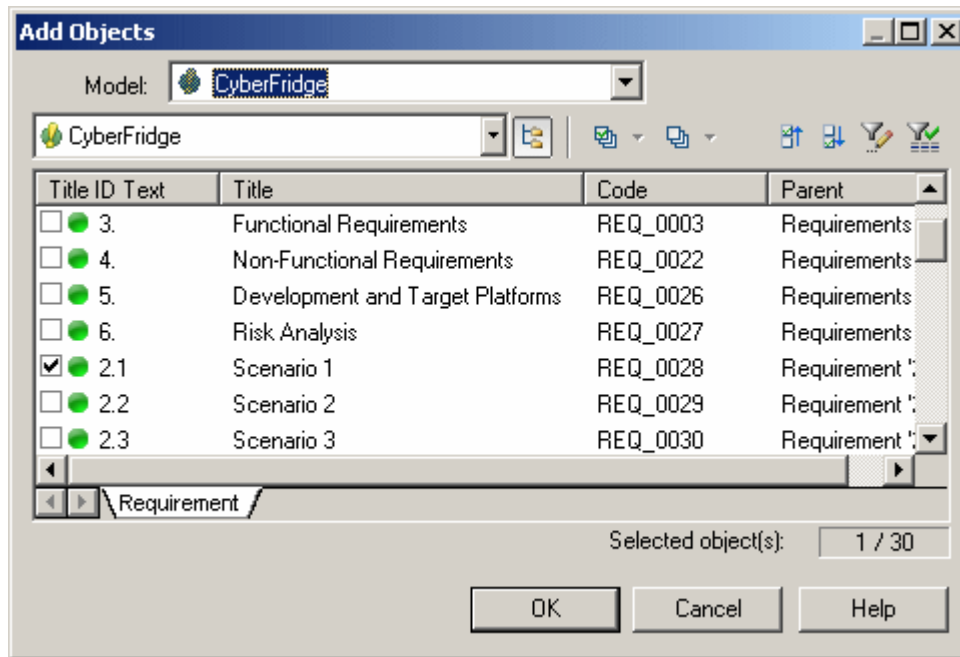 Add Objects
Model: CyberFridge
CyberFridge
Title ID Text Title Code Parent
3. Functional Requirements REQ_0003 Requirements
4. Non-Functional Requirements REQ_0022 Requirements
5. Development and Target Platforms REQ_0026 Requirements
6. Risk Analysis REQ_0027 Requirements
2.1 Scenario 1 REQ_0028 Requirement '2
2.2 Scenario 2 REQ_0029 Requirement '2
2.3 Scenario 3 REQ_0030 Requirement '2
Requirement
Selected object(s): 1 / 30
OK Cancel Help